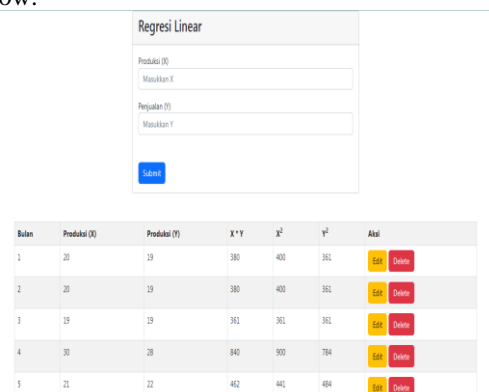 ow.
Regresi Linear
Produksi (X)
Masukkan X
Penjualan (Y)
Masukkan Y
Submit
Bulan Produksi (X) Produksi (Y) X * Y X² Y² Aksi
1 20 19 380 400 361 Edit Delete
2 20 19 380 400 361 Edit Delete
3 19 19 361 361 361 Edit Delete
4 30 28 840 900 784 Edit Delete
5 21 22 462 441 484 Edit Delete